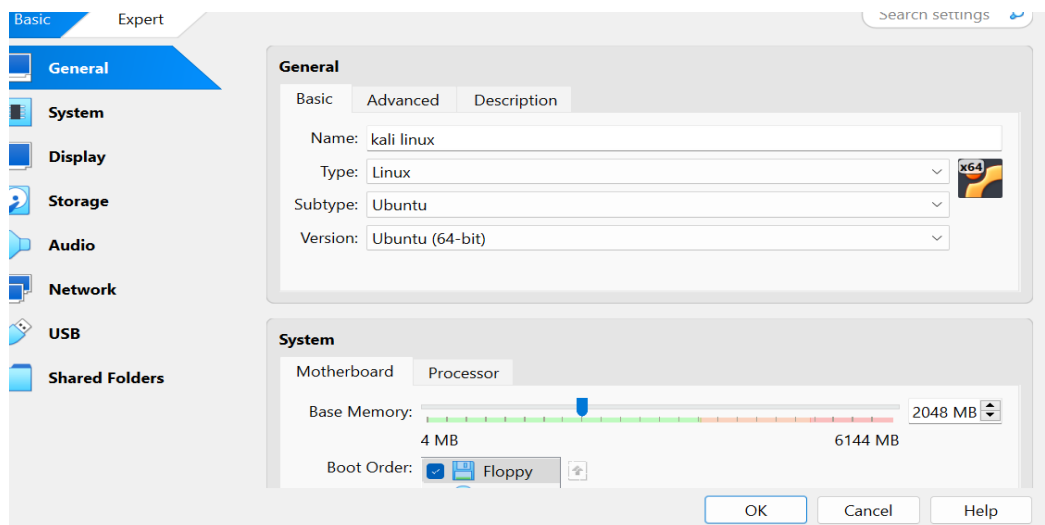 Basic Expert
Search settings
General
System
Display
Storage
Audio
Network
USB
Shared Folders
General
Basic Advanced Description
Name: kali linux
Type: Linux
x64
Subtype: Ubuntu
Version: Ubuntu (64-bit)
System
Motherboard Processor
Base Memory: 2048 MB
4 MB 6144 MB
Boot Order: Floppy
OK Cancel Help